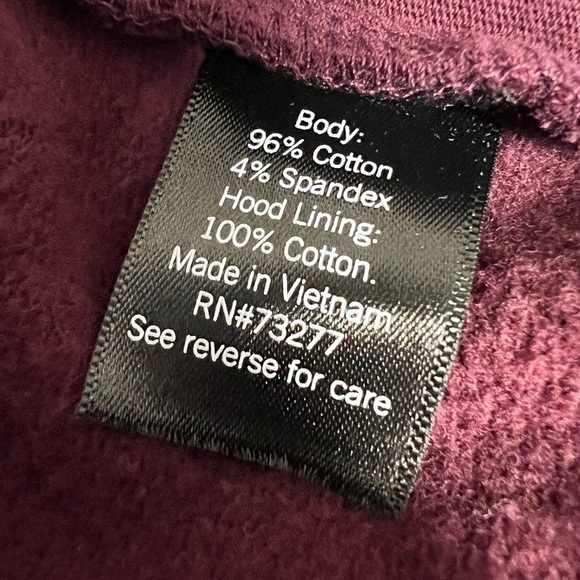 Body:
96% Cotton
4% Spandex
Hood Lining:
100% Cotton.
Made in Vietnam
RN#73277
See reverse for care